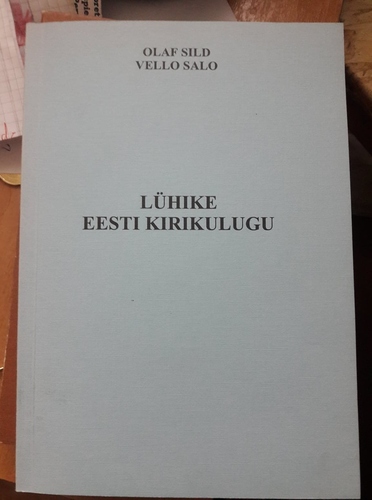 OLAF SILD
VELLO SALO
LÜHIKE
EESTI KIRIKULUGU